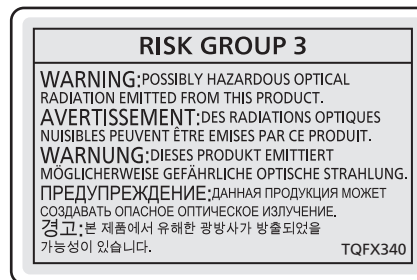 RISK GROUP 3
WARNING:POSSIBLY HAZARDOUS OPTICAL
RADIATION EMITTED FROM THIS PRODUCT.
AVERTISSEMENT:DES RADIATIONS OPTIQUES
NUISIBLES PEUVENT ÊTRE EMISES PAR CE PRODUIT.
WARNUNG:DIESES PRODUKT EMITTIERT
MÖGLICHERWEISE GEFÄHRLICHE OPTISCHE STRAHLUNG.
ПРЕДУПРЕЖДЕНИЕ:ДАННАЯ ПРОДУКЦИЯ МОЖЕТ
СОЗДАВАТЬ ОПАСНОЕ ОПТИЧЕСКОЕ ИЗЛУЧЕНИЕ.
경고:본 제품에서 유해한 광방사가 방출되었을
가능성이 있습니다.
TQFX340